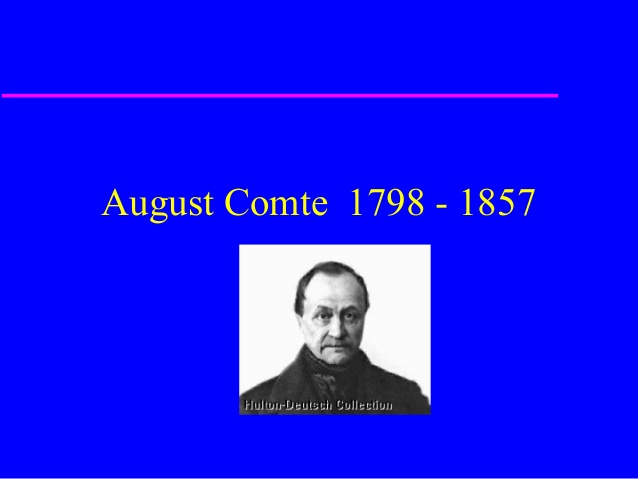 August Comte 1798 - 1857
Hulton-Deutsch Collection